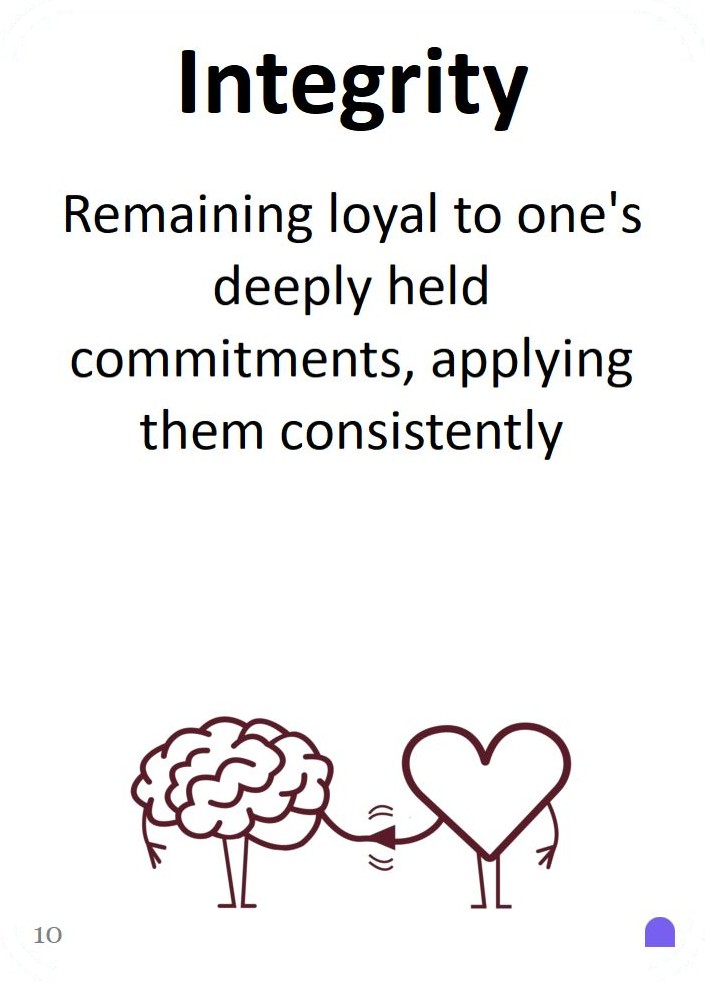 Integrity
Remaining loyal to one's
deeply held
commitments, applying
them consistently
10